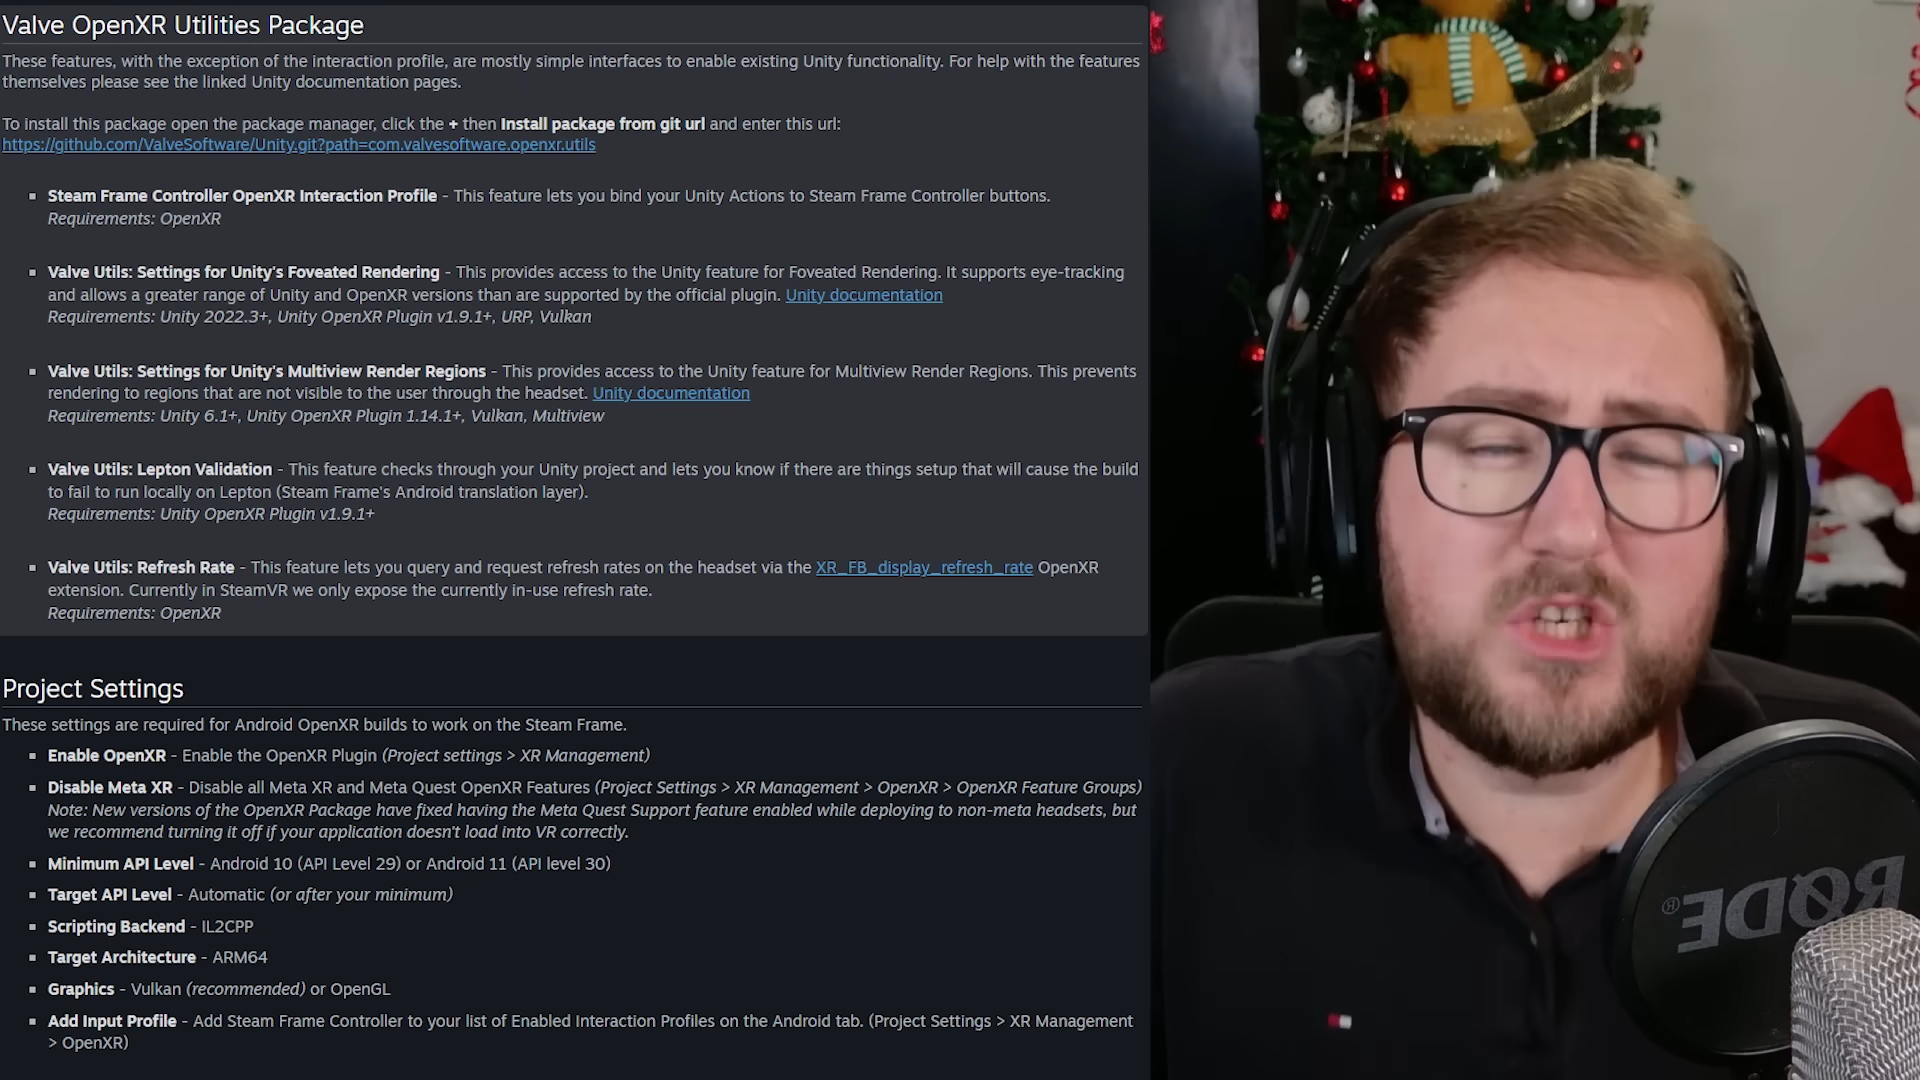 Valve OpenXR Utilities Package
These features, with the exception of the interaction profile, are mostly simple interfaces to enable existing Unity functionality. For help with the features
themselves please see the linked Unity documentation pages.
To install this package open the package manager, click the + then Install package from git url and enter this url:
https://github.com/ValveSoftware/Unity.git?path=com.valvesoftware.openxr.utils
▪ Steam Frame Controller OpenXR Interaction Profile - This feature lets you bind your Unity Actions to Steam Frame Controller buttons.
Requirements: OpenXR
▪ Valve Utils: Settings for Unity's Foveated Rendering - This provides access to the Unity feature for Foveated Rendering. It supports eye-tracking
and allows a greater range of Unity and OpenXR versions than are supported by the official plugin. Unity documentation
Requirements: Unity 2022.3+, Unity OpenXR Plugin v1.9.1+, URP, Vulkan
▪ Valve Utils: Settings for Unity's Multiview Render Regions - This provides access to the Unity feature for Multiview Render Regions. This prevents
rendering to regions that are not visible to the user through the headset. Unity documentation
Requirements: Unity 6.1+, Unity OpenXR Plugin 1.14.1+, Vulkan, Multiview
▪ Valve Utils: Lepton Validation - This feature checks through your Unity project and lets you know if there are things setup that will cause the build
to fail to run locally on Lepton (Steam Frame's Android translation layer).
Requirements: Unity OpenXR Plugin v1.9.1+
▪ Valve Utils: Refresh Rate - This feature lets you query and request refresh rates on the headset via the XR_FB_display_refresh_rate OpenXR
extension. Currently in SteamVR we only expose the currently in-use refresh rate.
Requirements: OpenXR
Project Settings
These settings are required for Android OpenXR builds to work on the Steam Frame.
▪ Enable OpenXR - Enable the OpenXR Plugin (Project settings > XR Management)
▪ Disable Meta XR - Disable all Meta XR and Meta Quest OpenXR Features (Project Settings > XR Management > OpenXR > OpenXR Feature Groups)
Note: New versions of the OpenXR Package have fixed having the Meta Quest Support feature enabled while deploying to non-meta headsets, but
we recommend turning it off if your application doesn't load into VR correctly.
▪ Minimum API Level - Android 10 (API Level 29) or Android 11 (API level 30)
▪ Target API Level - Automatic (or after your minimum)
▪ Scripting Backend - IL2CPP
▪ Target Architecture - ARM64
▪ Graphics - Vulkan (recommended) or OpenGL
▪ Add Input Profile - Add Steam Frame Controller to your list of Enabled Interaction Profiles on the Android tab. (Project Settings > XR Management
> OpenXR)
RØDE®